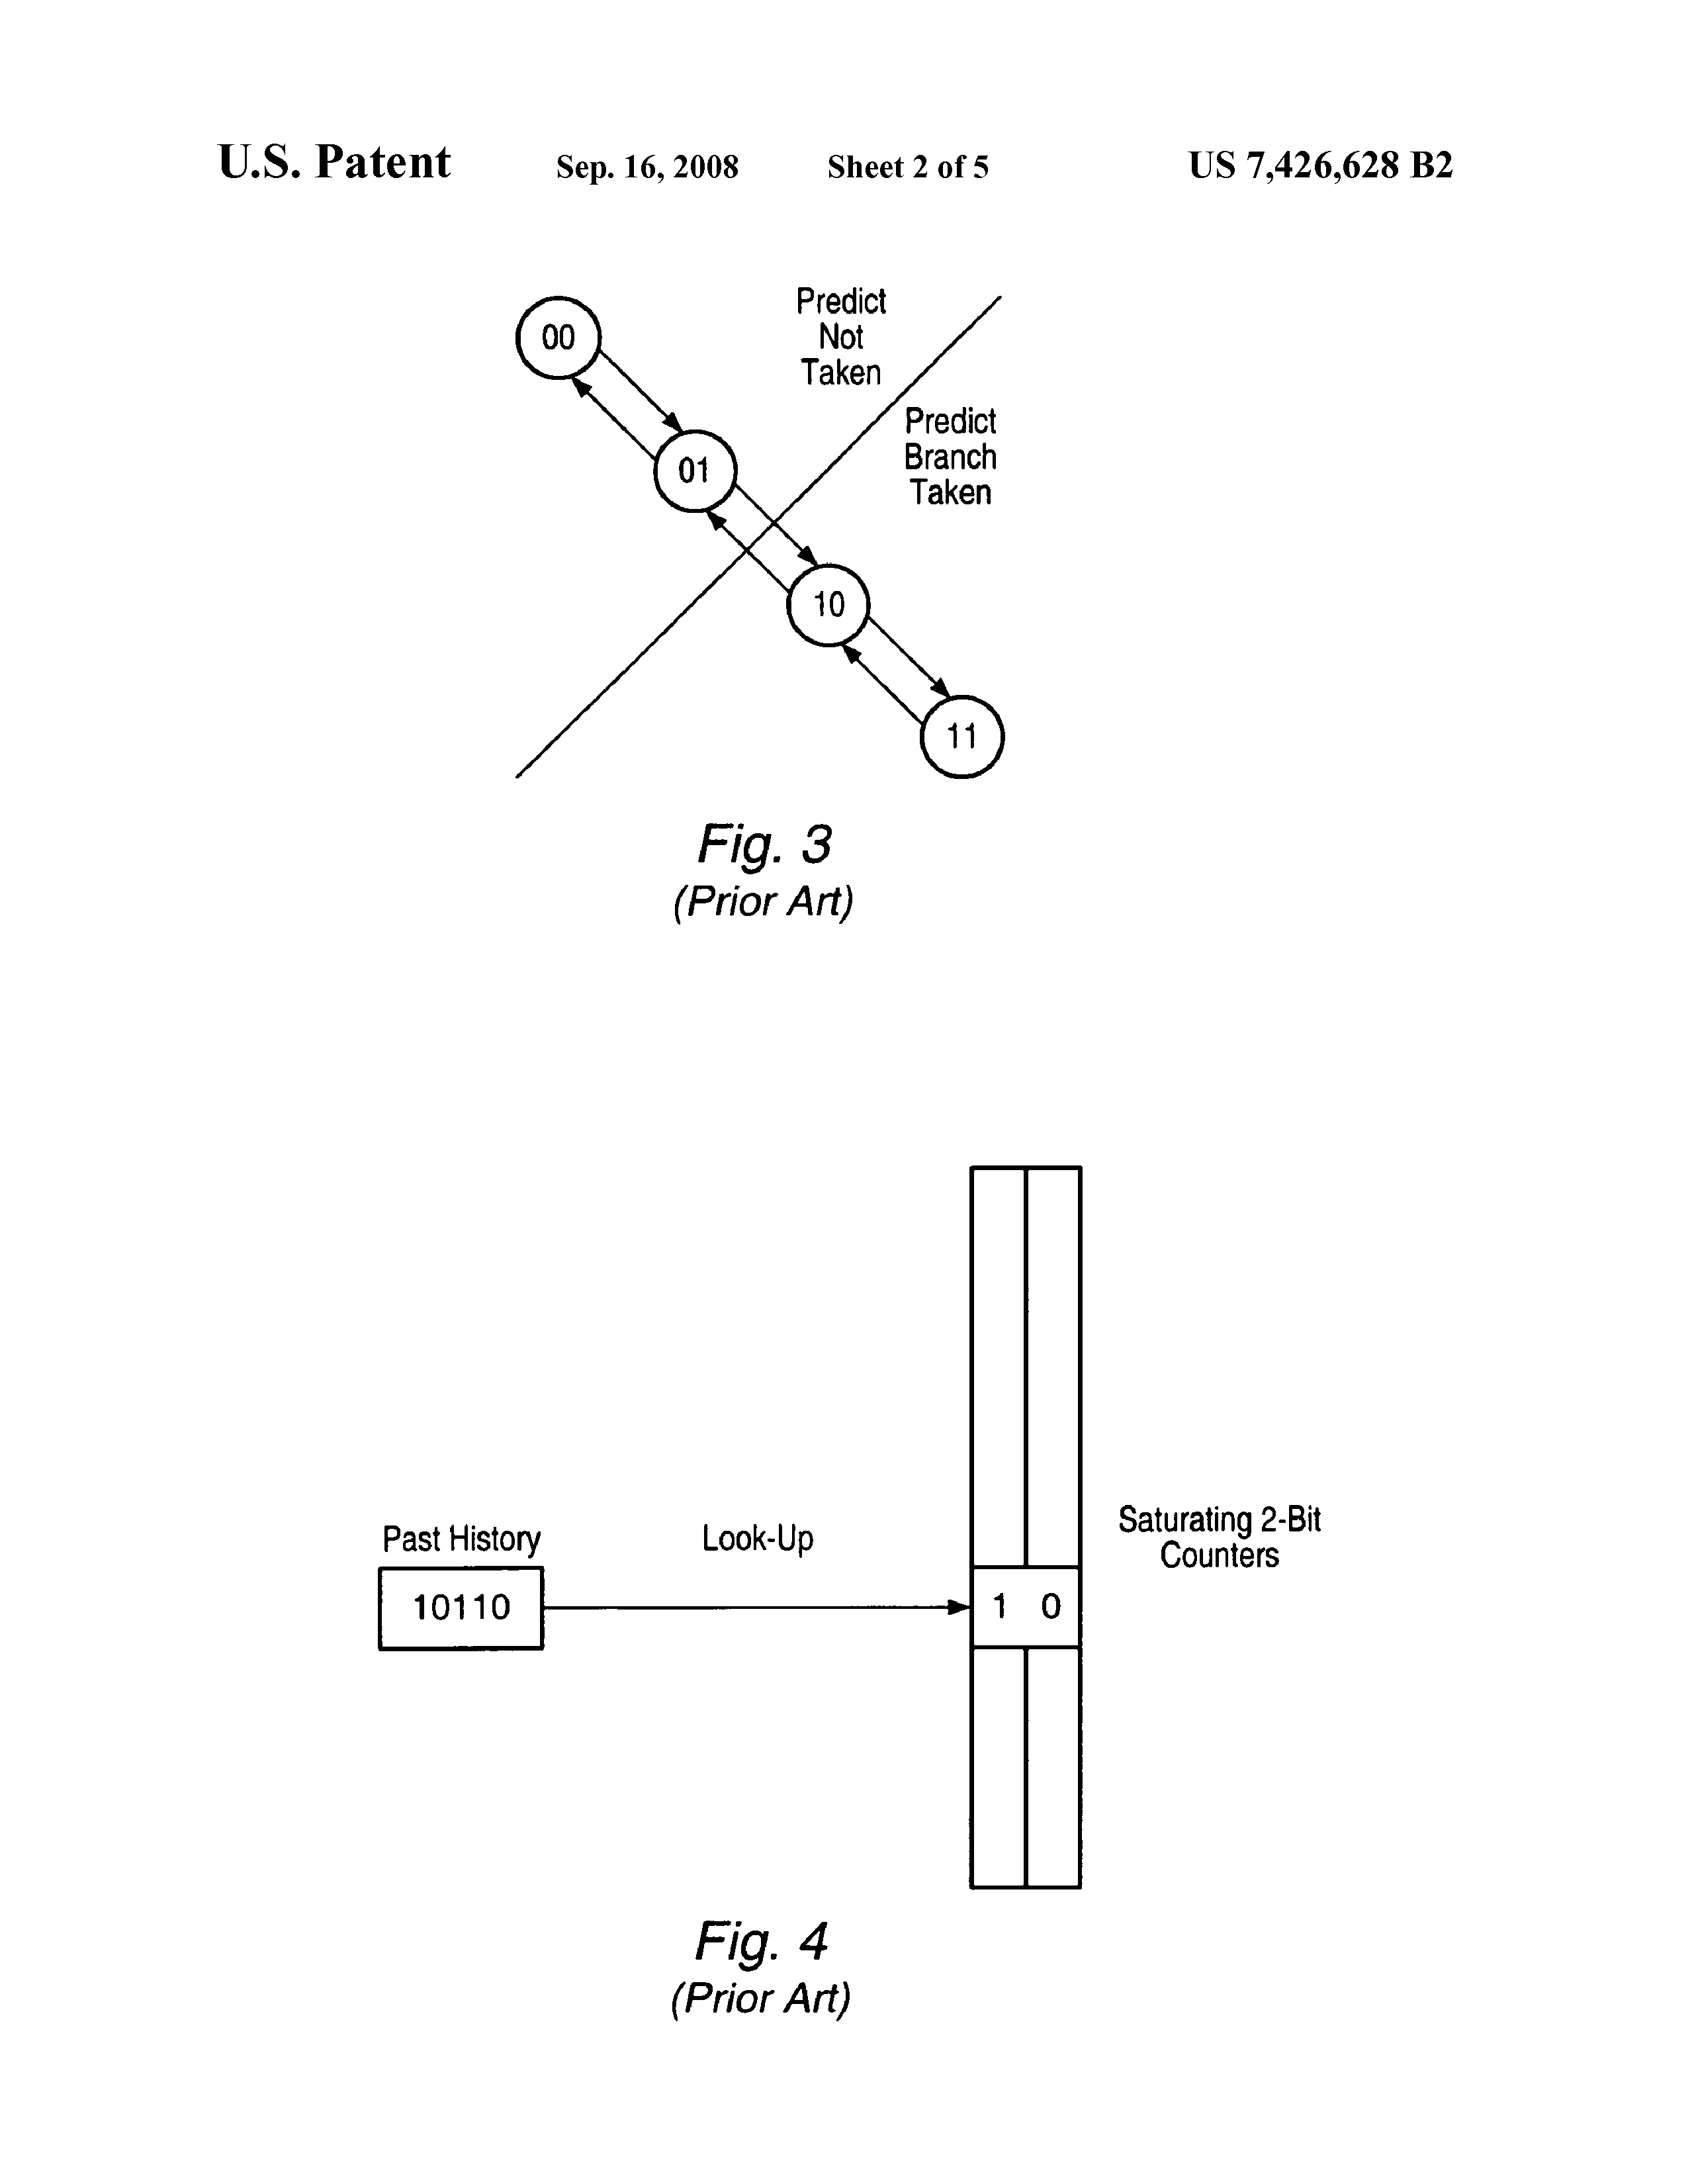 U.S. Patent Sep. 16, 2008 Sheet 2 of 5 US 7,426,628 B2
Predict
Not
Taken
00
Predict
Branch
Taken
01
10
11
Fig. 3
(Prior Art)
Saturating 2-Bit
Counters
Past History Look-Up
10110 1 0
Fig. 4
(Prior Art)